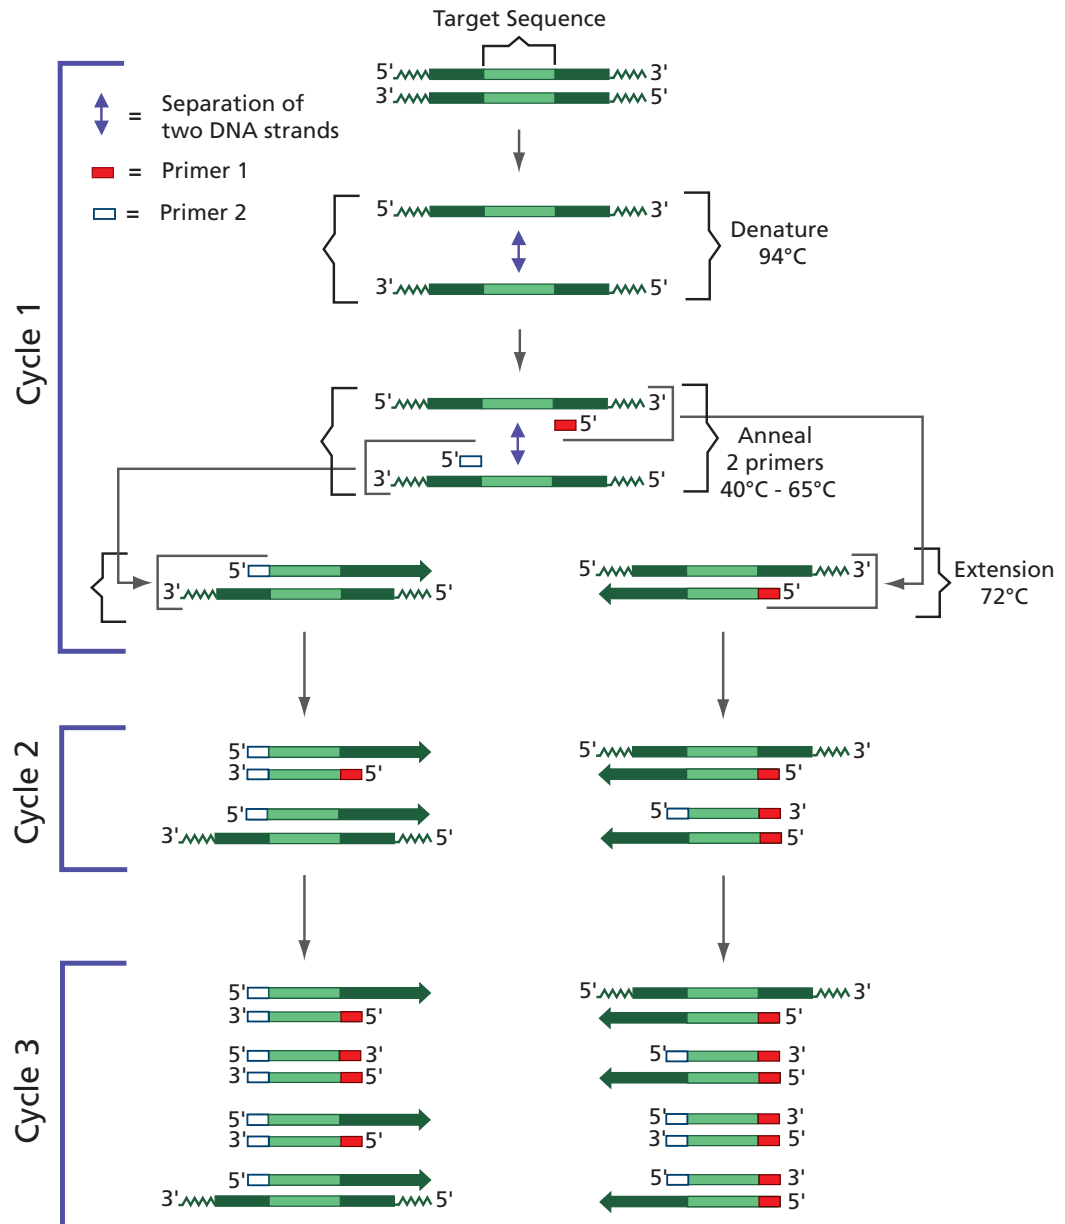 Target Sequence
5' 3'
3' 5'
= Separation of
two DNA strands
= Primer 1
= Primer 2
Cycle 1
5' 3'
Denature
94°C
3' 5'
5' 3'
5'
Anneal
2 primers
40°C - 65°C
5'
3' 5'
5'
3' 5'
5' 3'
5'
Extension
72°C
Cycle 2
5'
3' 5'
5'
3' 5'
5' 3'
5'
5' 3'
5'
Cycle 3
5'
3' 5'
5' 3'
3' 5'
5'
3' 5'
5'
3' 5'
5' 3'
5'
5' 3'
5'
5' 3'
3' 5'
5' 3'
5'